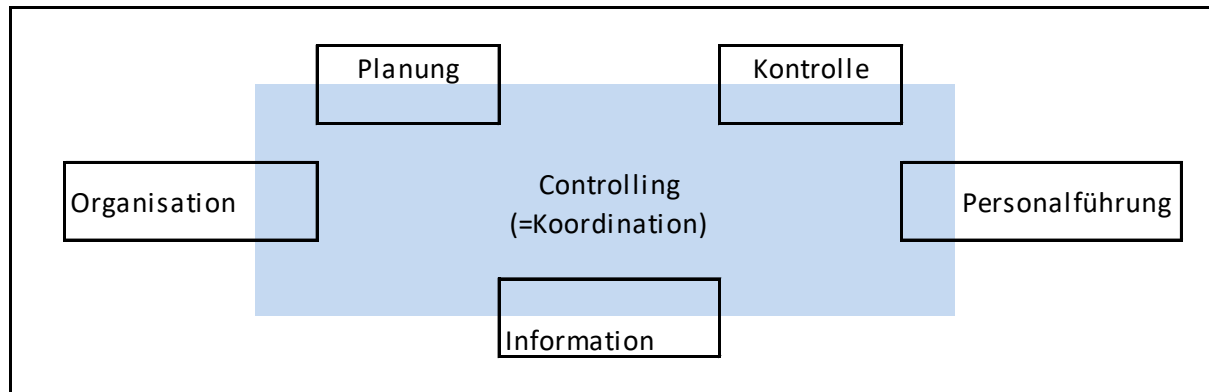 Planung
Kontrolle
Organisation
Controlling
(=Koordination)
Personalführung
Information